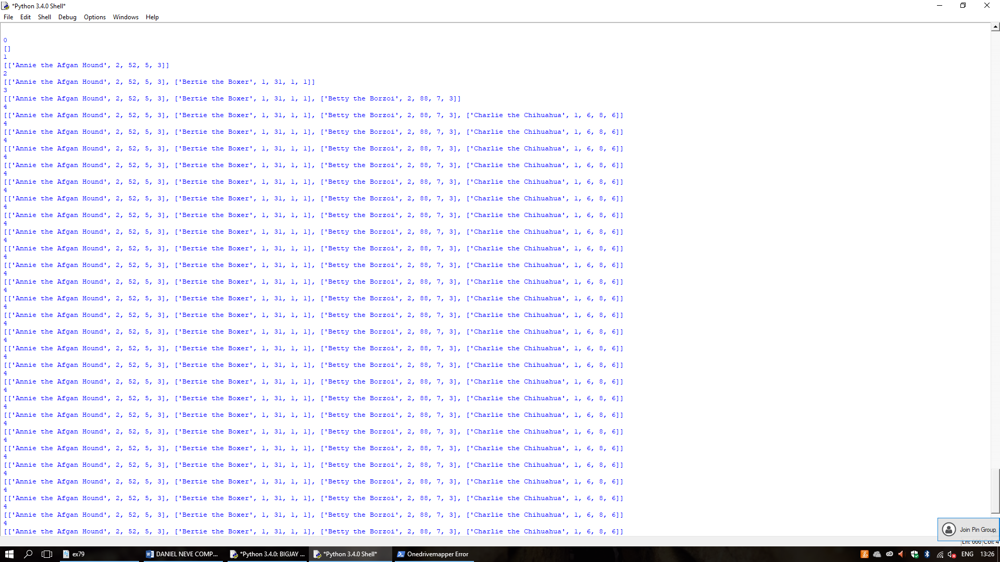 *Python 3.4.0 Shell*
File Edit Shell Debug Options Windows Help
0
[]
1
[['Annie the Afgan Hound', 2, 52, 5, 3]]
2
[['Annie the Afgan Hound', 2, 52, 5, 3], ['Bertie the Boxer', 1, 31, 1, 1]]
3
[['Annie the Afgan Hound', 2, 52, 5, 3], ['Bertie the Boxer', 1, 31, 1, 1], ['Betty the Borzoi', 2, 88, 7, 3]]
4
[['Annie the Afgan Hound', 2, 52, 5, 3], ['Bertie the Boxer', 1, 31, 1, 1], ['Betty the Borzoi', 2, 88, 7, 3], ['Charlie the Chihuahua', 1, 6, 8, 6]]
4
[['Annie the Afgan Hound', 2, 52, 5, 3], ['Bertie the Boxer', 1, 31, 1, 1], ['Betty the Borzoi', 2, 88, 7, 3], ['Charlie the Chihuahua', 1, 6, 8, 6]]
4
[['Annie the Afgan Hound', 2, 52, 5, 3], ['Bertie the Boxer', 1, 31, 1, 1], ['Betty the Borzoi', 2, 88, 7, 3], ['Charlie the Chihuahua', 1, 6, 8, 6]]
4
[['Annie the Afgan Hound', 2, 52, 5, 3], ['Bertie the Boxer', 1, 31, 1, 1], ['Betty the Borzoi', 2, 88, 7, 3], ['Charlie the Chihuahua', 1, 6, 8, 6]]
4
[['Annie the Afgan Hound', 2, 52, 5, 3], ['Bertie the Boxer', 1, 31, 1, 1], ['Betty the Borzoi', 2, 88, 7, 3], ['Charlie the Chihuahua', 1, 6, 8, 6]]
4
[['Annie the Afgan Hound', 2, 52, 5, 3], ['Bertie the Boxer', 1, 31, 1, 1], ['Betty the Borzoi', 2, 88, 7, 3], ['Charlie the Chihuahua', 1, 6, 8, 6]]
4
[['Annie the Afgan Hound', 2, 52, 5, 3], ['Bertie the Boxer', 1, 31, 1, 1], ['Betty the Borzoi', 2, 88, 7, 3], ['Charlie the Chihuahua', 1, 6, 8, 6]]
4
[['Annie the Afgan Hound', 2, 52, 5, 3], ['Bertie the Boxer', 1, 31, 1, 1], ['Betty the Borzoi', 2, 88, 7, 3], ['Charlie the Chihuahua', 1, 6, 8, 6]]
4
[['Annie the Afgan Hound', 2, 52, 5, 3], ['Bertie the Boxer', 1, 31, 1, 1], ['Betty the Borzoi', 2, 88, 7, 3], ['Charlie the Chihuahua', 1, 6, 8, 6]]
4
[['Annie the Afgan Hound', 2, 52, 5, 3], ['Bertie the Boxer', 1, 31, 1, 1], ['Betty the Borzoi', 2, 88, 7, 3], ['Charlie the Chihuahua', 1, 6, 8, 6]]
4
[['Annie the Afgan Hound', 2, 52, 5, 3], ['Bertie the Boxer', 1, 31, 1, 1], ['Betty the Borzoi', 2, 88, 7, 3], ['Charlie the Chihuahua', 1, 6, 8, 6]]
4
[['Annie the Afgan Hound', 2, 52, 5, 3], ['Bertie the Boxer', 1, 31, 1, 1], ['Betty the Borzoi', 2, 88, 7, 3], ['Charlie the Chihuahua', 1, 6, 8, 6]]
4
[['Annie the Afgan Hound', 2, 52, 5, 3], ['Bertie the Boxer', 1, 31, 1, 1], ['Betty the Borzoi', 2, 88, 7, 3], ['Charlie the Chihuahua', 1, 6, 8, 6]]
4
[['Annie the Afgan Hound', 2, 52, 5, 3], ['Bertie the Boxer', 1, 31, 1, 1], ['Betty the Borzoi', 2, 88, 7, 3], ['Charlie the Chihuahua', 1, 6, 8, 6]]
4
[['Annie the Afgan Hound', 2, 52, 5, 3], ['Bertie the Boxer', 1, 31, 1, 1], ['Betty the Borzoi', 2, 88, 7, 3], ['Charlie the Chihuahua', 1, 6, 8, 6]]
4
[['Annie the Afgan Hound', 2, 52, 5, 3], ['Bertie the Boxer', 1, 31, 1, 1], ['Betty the Borzoi', 2, 88, 7, 3], ['Charlie the Chihuahua', 1, 6, 8, 6]]
4
[['Annie the Afgan Hound', 2, 52, 5, 3], ['Bertie the Boxer', 1, 31, 1, 1], ['Betty the Borzoi', 2, 88, 7, 3], ['Charlie the Chihuahua', 1, 6, 8, 6]]
4
[['Annie the Afgan Hound', 2, 52, 5, 3], ['Bertie the Boxer', 1, 31, 1, 1], ['Betty the Borzoi', 2, 88, 7, 3], ['Charlie the Chihuahua', 1, 6, 8, 6]]
4
[['Annie the Afgan Hound', 2, 52, 5, 3], ['Bertie the Boxer', 1, 31, 1, 1], ['Betty the Borzoi', 2, 88, 7, 3], ['Charlie the Chihuahua', 1, 6, 8, 6]]
4
[['Annie the Afgan Hound', 2, 52, 5, 3], ['Bertie the Boxer', 1, 31, 1, 1], ['Betty the Borzoi', 2, 88, 7, 3], ['Charlie the Chihuahua', 1, 6, 8, 6]]
4
[['Annie the Afgan Hound', 2, 52, 5, 3], ['Bertie the Boxer', 1, 31, 1, 1], ['Betty the Borzoi', 2, 88, 7, 3], ['Charlie the Chihuahua', 1, 6, 8, 6]]
4
[['Annie the Afgan Hound', 2, 52, 5, 3], ['Bertie the Boxer', 1, 31, 1, 1], ['Betty the Borzoi', 2, 88, 7, 3], ['Charlie the Chihuahua', 1, 6, 8, 6]]
4
[['Annie the Afgan Hound', 2, 52, 5, 3], ['Bertie the Boxer', 1, 31, 1, 1], ['Betty the Borzoi', 2, 88, 7, 3], ['Charlie the Chihuahua', 1, 6, 8, 6]]
4
[['Annie the Afgan Hound', 2, 52, 5, 3], ['Bertie the Boxer', 1, 31, 1, 1], ['Betty the Borzoi', 2, 88, 7, 3], ['Charlie the Chihuahua', 1, 6, 8, 6]]
4
[['Annie the Afgan Hound', 2, 52, 5, 3], ['Bertie the Boxer', 1, 31, 1, 1], ['Betty the Borzoi', 2, 88, 7, 3], ['Charlie the Chihuahua', 1, 6, 8, 6]]
Join Pin Group
Col: 4
ex79
DANIEL NEVE COMP...
*Python 3.4.0: BIGJAY ...
*Python 3.4.0 Shell*
Onedrivemapper Error
ENG 13:26